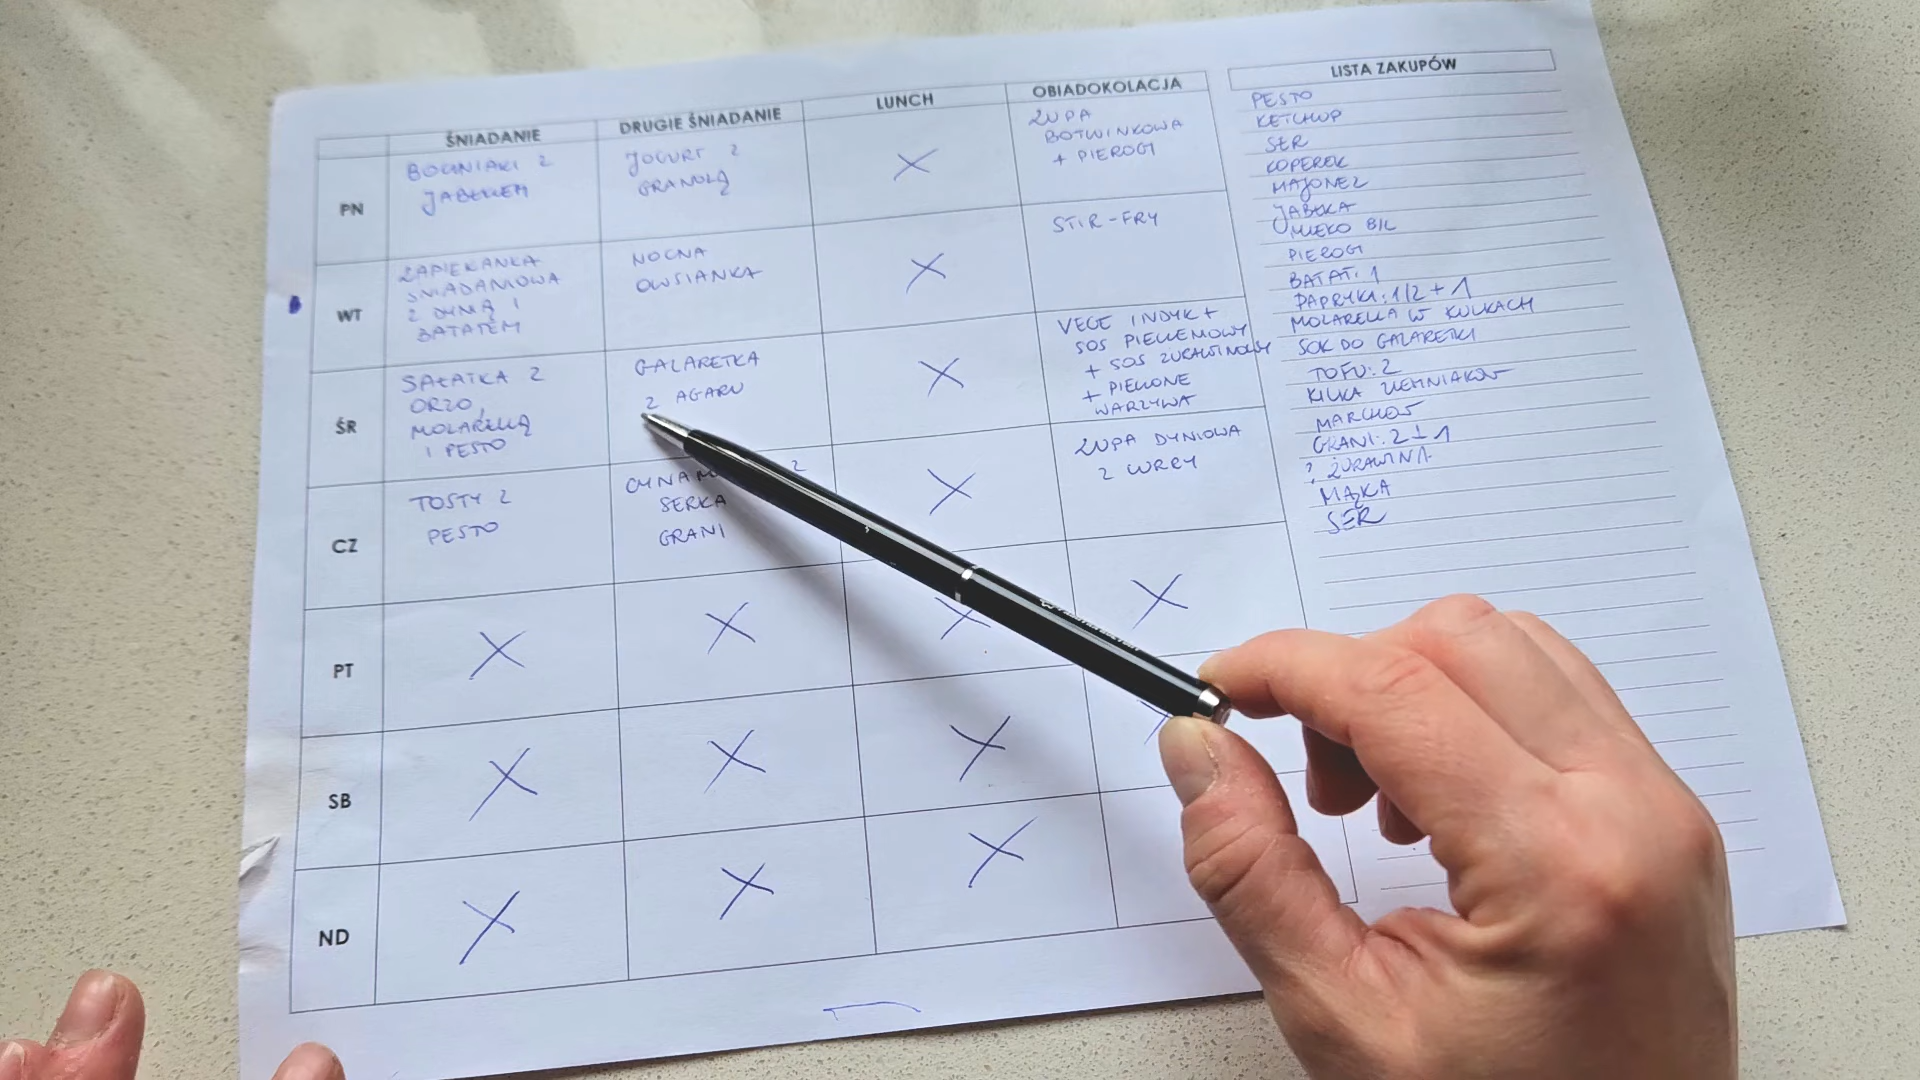 ŚNIADANIE
DRUGIE ŚNIADANIE
LUNCH
OBIADOKOLACJA
PN
JABŁKIEM
JOGURT Z
GRANOLĄ
ZUPA
BOTWINKOWA
+ PIEROGI
WT
ZAPIEKANKA
ŚNIADANIOWA
Z DYNIĄ I
BATATEM
NOCNA
OWSIANKA
STIR-FRY
ŚR
SAŁATKA Z
ORZO,
MOZARELLĄ
I PESTO
GALARETKA
Z AGARU
VEGE INDYK +
SOS PIECZENIOWY
+ SOS ŻURAWINOWY
+ PIECZONE
WARZYWA
CZ
TOSTY Z
PESTO
Z
SERKA
GRANI
ZUPA DYNIOWA
Z CURRY
PT
SB
ND
LISTA ZAKUPÓW
PESTO
KETCHUP
SER
KOPEREK
MAJONEZ
JABŁKA
MLEKO B/L
PIEROGI
BATAT: 1
PAPRYKA: 1/2 + 1
MOZARELLA W KULKACH
SOK DO GALARETKI
TOFU: 2
KILKA ZIEMNIAKÓW
MARCHEW
GRANI: 2 + 1
? ŻURAWINA
MĄKA
SER